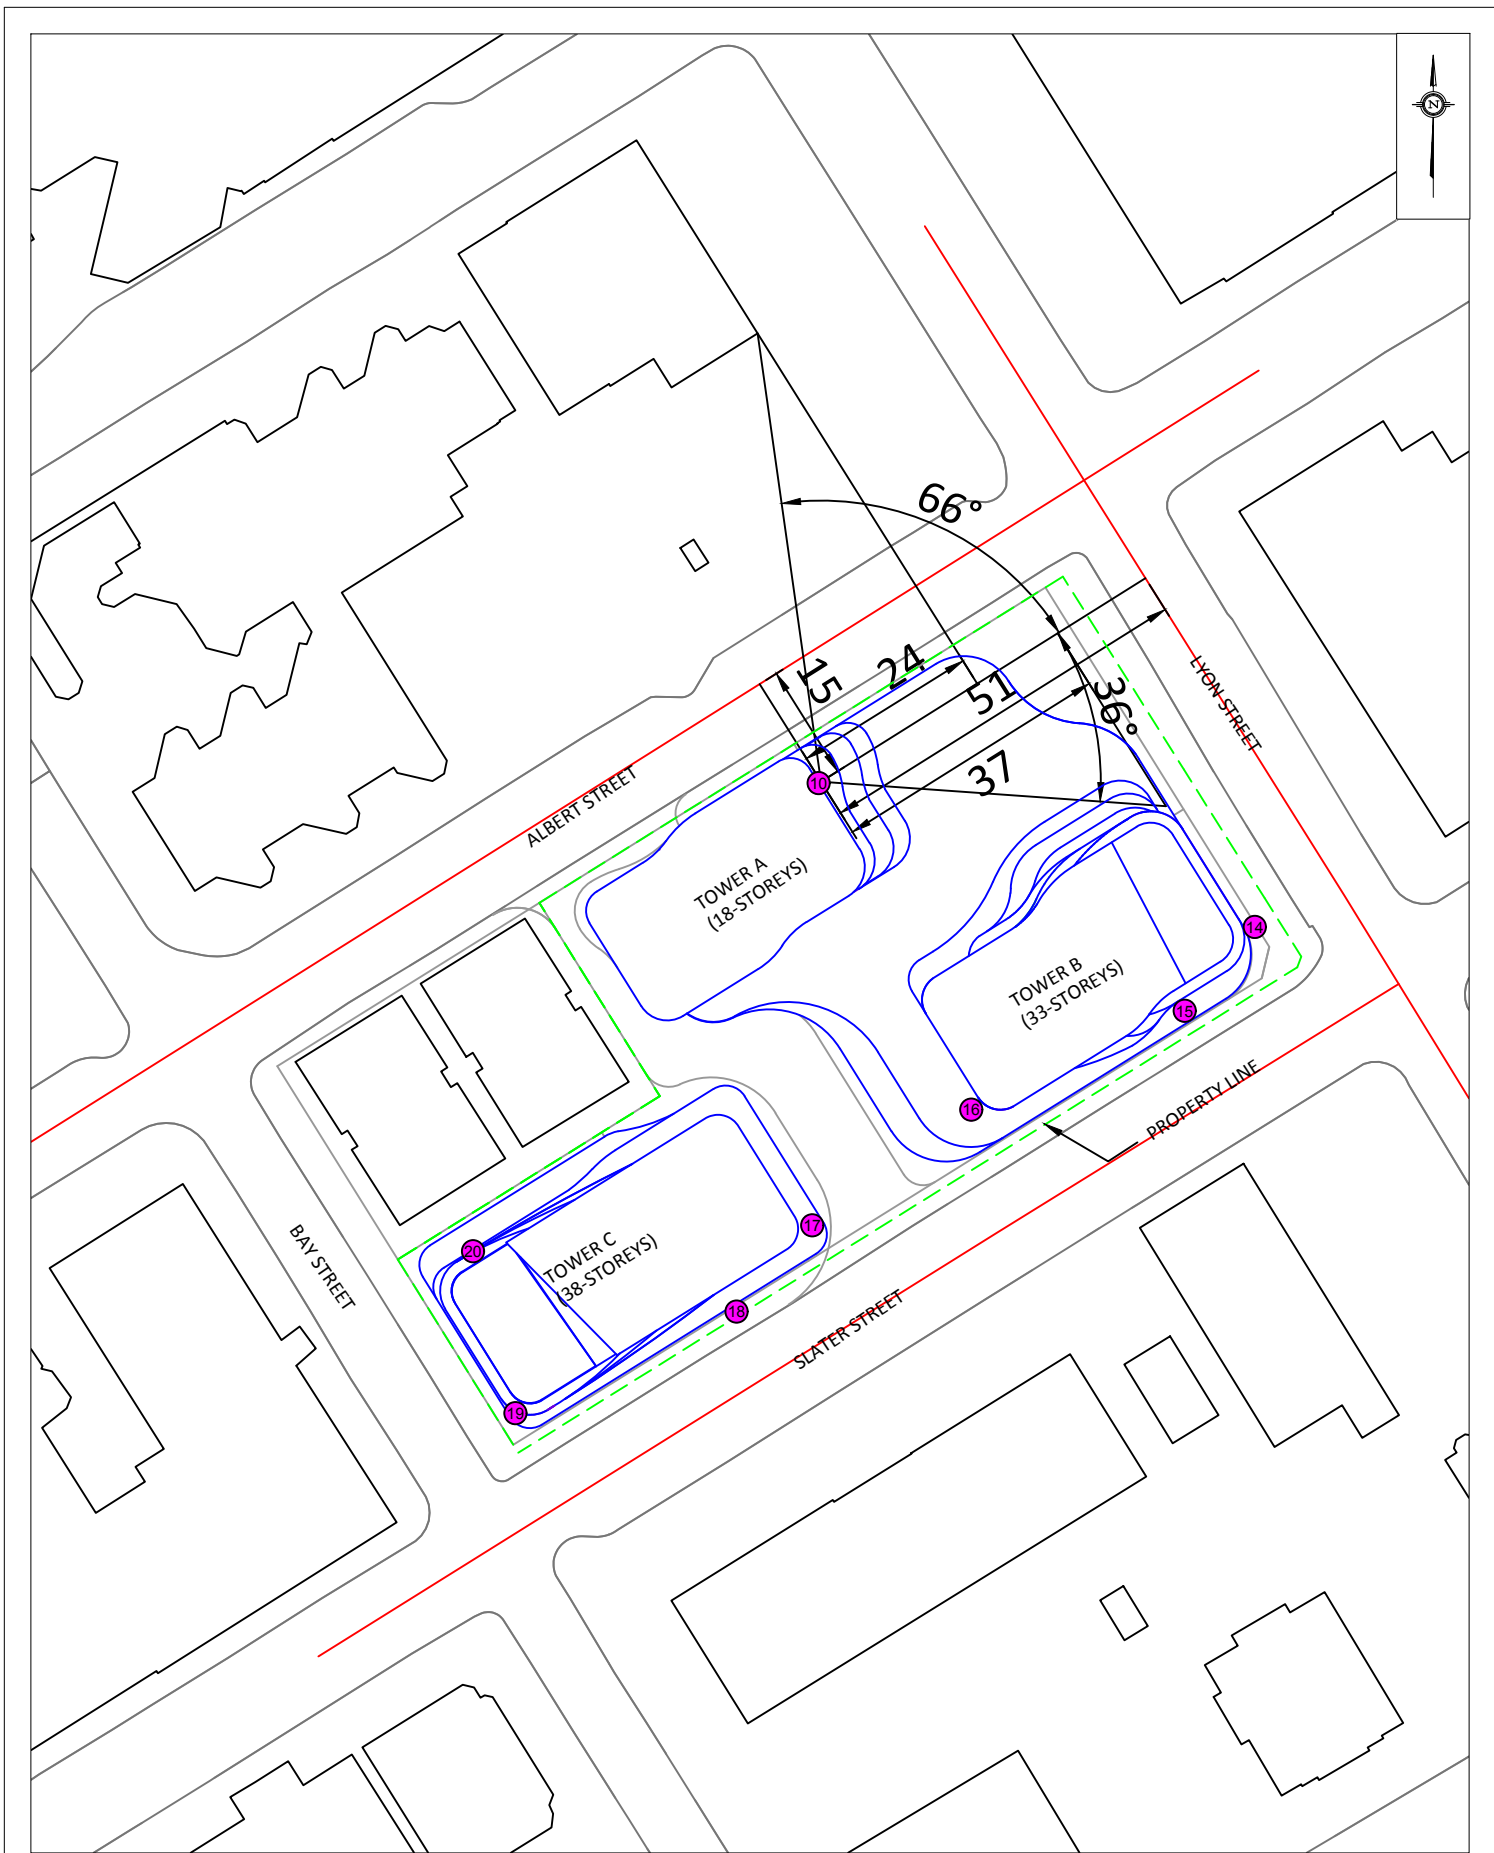 N
66°
15
24
51
36°
37
LYON STREET
10
ALBERT STREET
TOWER A
(18-STOREYS)
14
TOWER B
(33-STOREYS)
15
PROPERTY LINE
16
17
BAY STREET
20
TOWER C
(38-STOREYS)
18
SLATER STREET
19